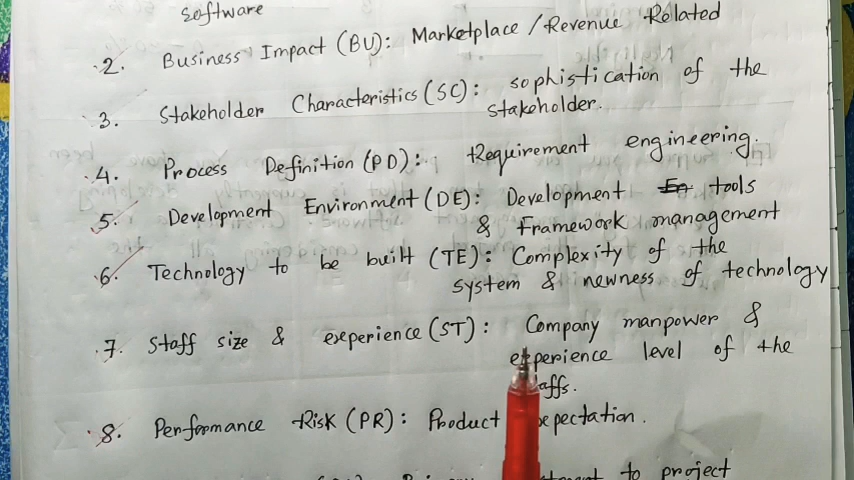 software
2. Business Impact (BU): Marketplace / Revenue Related
3. Stakeholder Characteristics (SC): sophistication of the
stakeholder.
4. Process Definition (PD): Requirement engineering.
5. Development Environment (DE): Development tools
& Framework management
6. Technology to be built (TE): Complexity of the
system & newness of technology
7. Staff size & experience (ST): Company manpower &
experience level of the
affs.
8. Performance Risk (PR): Product pectation.
to project